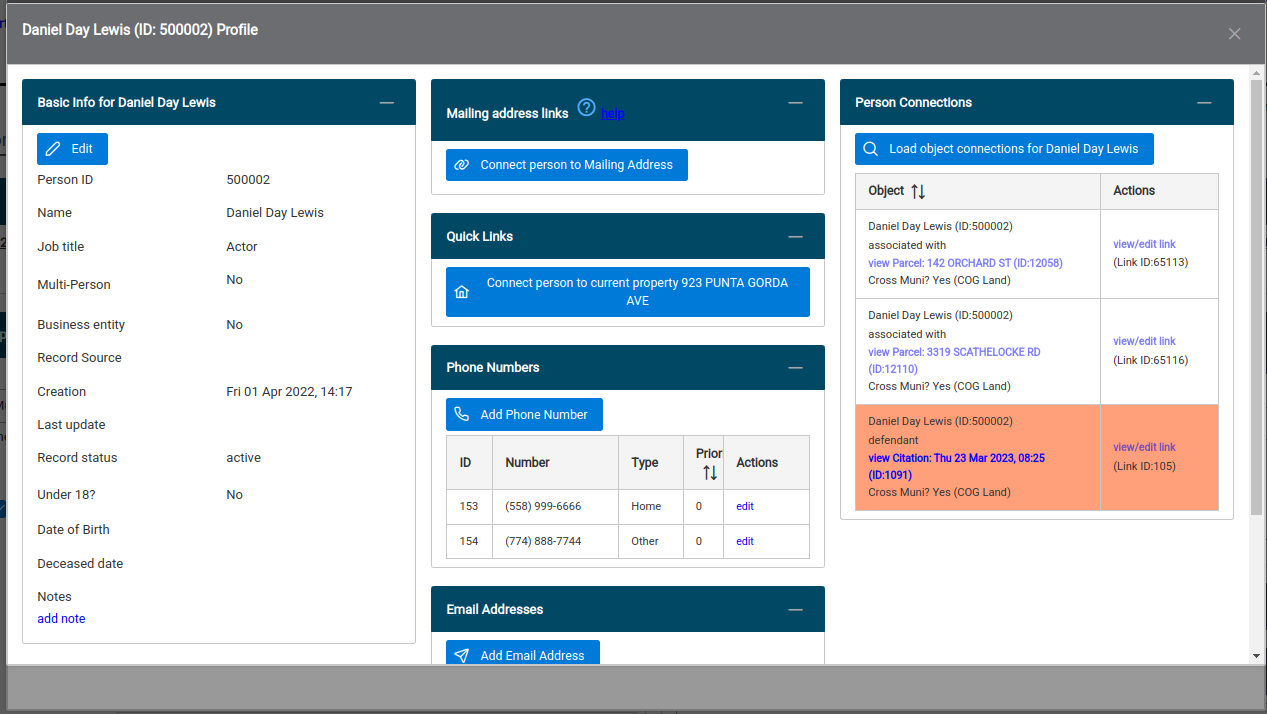 Daniel Day Lewis (ID: 500002) Profile
Basic Info for Daniel Day Lewis
Edit
Person ID 500002
Name Daniel Day Lewis
Job title Actor
Multi-Person No
Business entity No
Record Source
Creation Fri 01 Apr 2022, 14:17
Last update
Record status active
Under 18? No
Date of Birth
Deceased date
Notes
add note
Mailing address links ? help
Connect person to Mailing Address
Quick Links
Connect person to current property 923 PUNTA GORDA
AVE
Phone Numbers
Add Phone Number
ID Number Type Prior Actions
153 (558) 999-6666 Home 0 edit
154 (774) 888-7744 Other 0 edit
Email Addresses
Add Email Address
Person Connections
Load object connections for Daniel Day Lewis
Object Actions
Daniel Day Lewis (ID:500002)
associated with
view Parcel: 142 ORCHARD ST (ID:12058)
Cross Muni? Yes (COG Land)
view/edit link
(Link ID:65113)
Daniel Day Lewis (ID:500002)
associated with
view Parcel: 3319 SCATHELOCKE RD
(ID:12110)
Cross Muni? Yes (COG Land)
view/edit link
(Link ID:65116)
Daniel Day Lewis (ID:500002)
defendant
view Citation: Thu 23 Mar 2023, 08:25
(ID:1091)
Cross Muni? Yes (COG Land)
view/edit link
(Link ID:105)